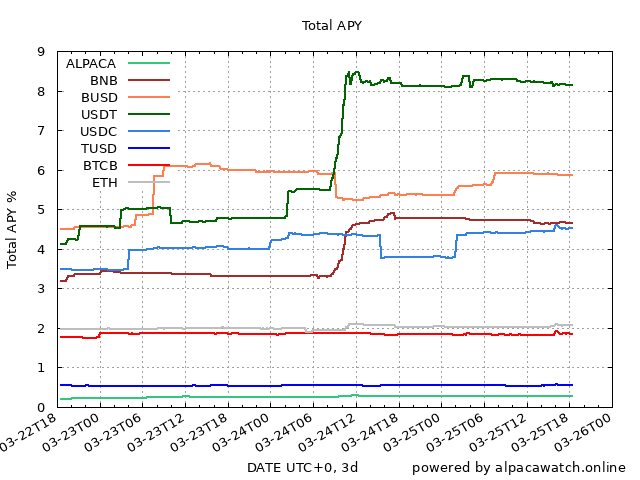 Total APY
9
8
7
6
5
4
3
2
1
0
Total APY %
ALPACA
BNB
BUSD
USDT
USDC
TUSD
BTCB
ETH
03-22T18
03-23T00
03-23T06
03-23T12
03-23T18
03-24T00
03-24T06
03-24T12
03-24T18
03-25T00
03-25T06
03-25T12
03-25T18
03-26T00
DATE UTC+0, 3d
powered by alpacawatch.online